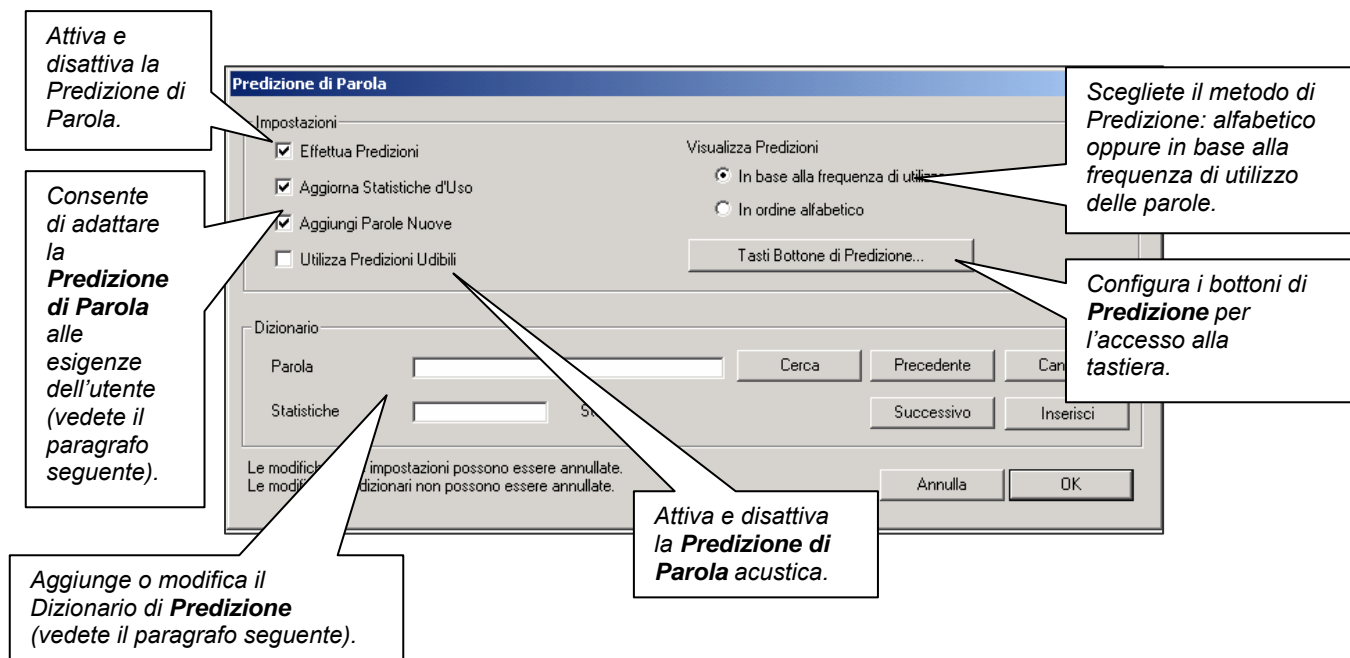 Attiva e
disattiva la
Predizione di
Parola.
Predizione di Parola
Impostazioni
Effettua Predizioni
Aggiorna Statistiche d'Uso
Aggiungi Parole Nuove
Utilizza Predizioni Udibili
Visualizza Predizioni
In base alla frequenza di utilizzo
In ordine alfabetico
Tasti Bottone di Predizione...
Scegliete il metodo di
Predizione: alfabetico
oppure in base alla
frequenza di utilizzo
delle parole.
Consente
di adattare
la
Predizione
di Parola
alle
esigenze
dell'utente
(vedete il
paragrafo
seguente).
Configura i bottoni di
Predizione per
l'accesso alla
tastiera.
Dizionario
Parola
Cerca
Precedente
Statistiche
Successivo
Inserisci
Le impostazioni possono essere annullate.
Le dizionari non possono essere annullate.
Annulla
OK
Attiva e disattiva
la Predizione di
Parola acustica.
Aggiunge o modifica il
Dizionario di Predizione
(vedete il paragrafo seguente).